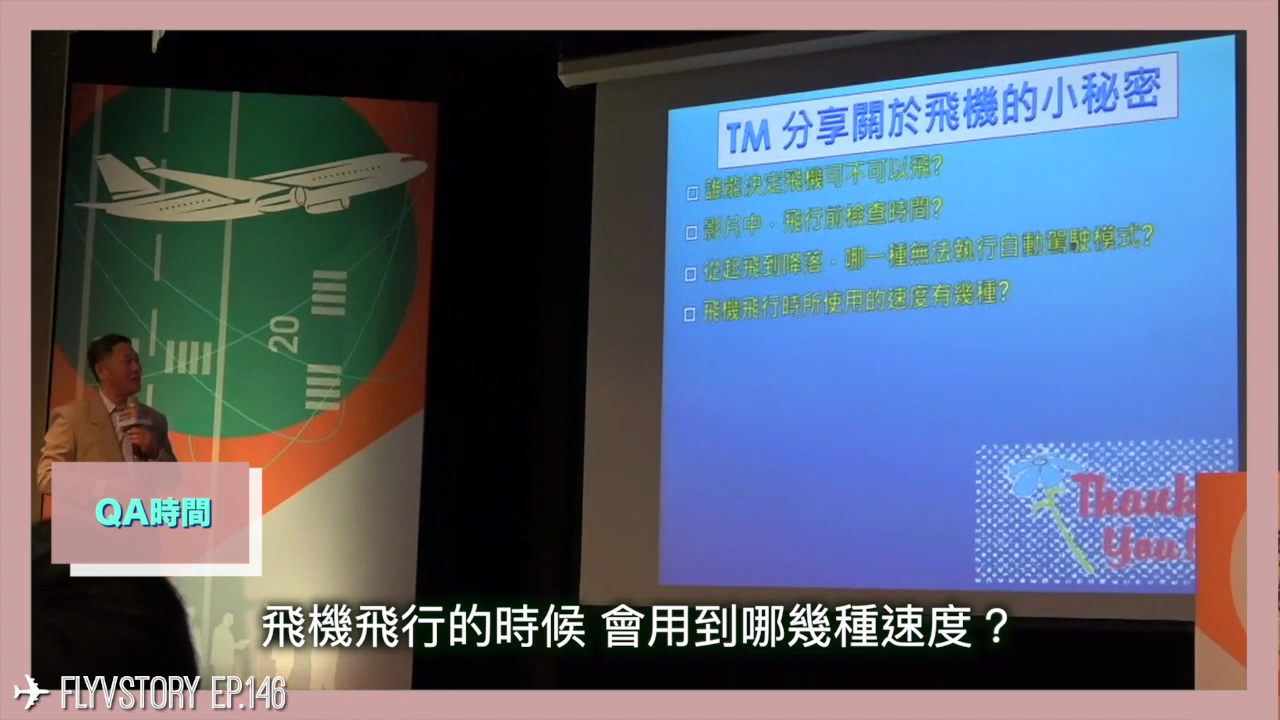 TM 分享關於飛機的小秘密
誰能決定飛機可不可以飛?
影片中，飛行前檢查時間?
從起飛到降落，哪一種無法執行自動駕駛模式?
飛機飛行時所使用的速度有幾種?
20
QA時間
Thank
You!
飛機飛行的時候 會用到哪幾種速度？
FLYVSTORY EP.146